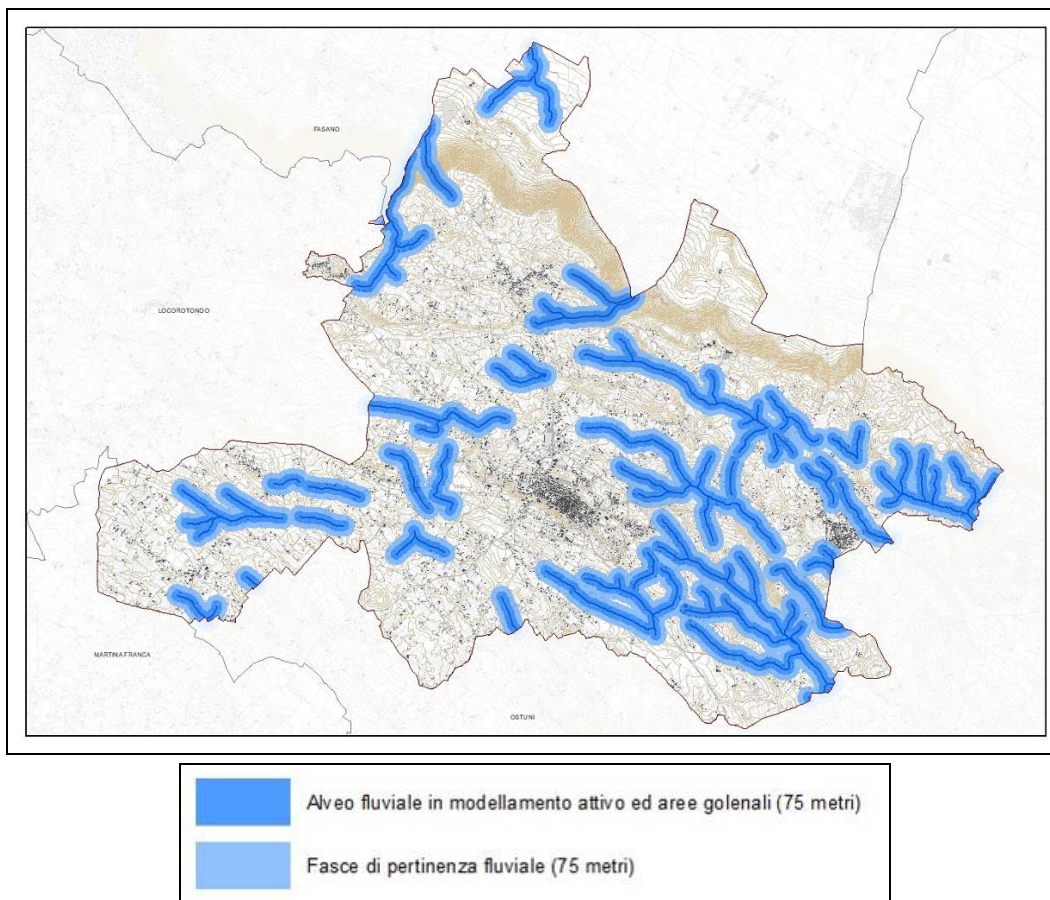 FASANO
LOCOROTONDO
MARTINA FRANCA
OSTUNI
Alveo fluviale in modellamento attivo ed aree golenali (75 metri)
Fasce di pertinenza fluviale (75 metri)